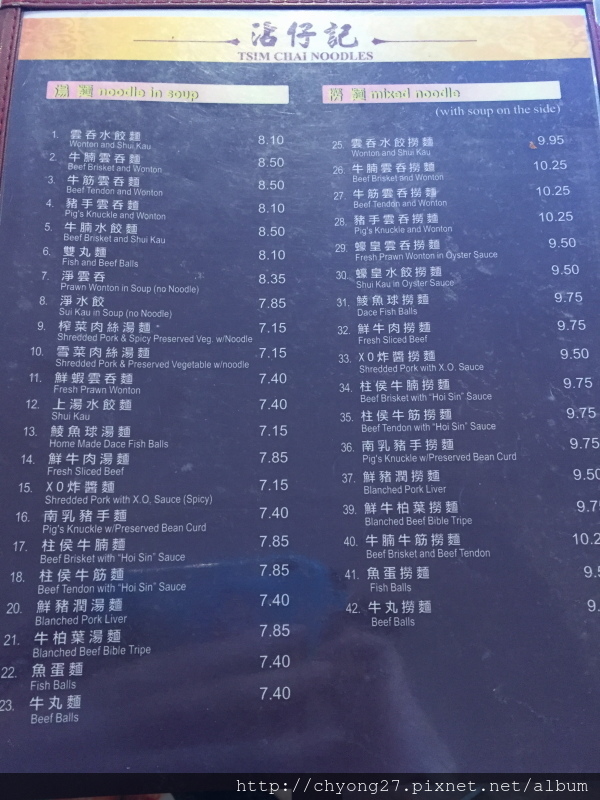 沾仔記
TSIM CHAI NOODLES
湯麵 noodle in soup
1. 雲吞水餃麵 8.10
Wonton and Shui Kau
2. 牛腩雲吞麵 8.50
Beef Brisket and Wonton
3. 牛筋雲吞麵 8.50
Beef Tendon and Wonton
4. 豬手雲吞麵 8.10
Pig's Knuckle and Wonton
5. 牛腩水餃麵 8.50
Beef Brisket and Shui Kau
6. 雙丸麵 8.10
Fish and Beef Balls
7. 淨雲吞 8.35
Prawn Wonton in Soup (no Noodle)
8. 淨水餃 7.85
Sui Kau in Soup (no Noodle)
9. 榨菜肉絲湯麵 7.15
Shredded Pork & Spicy Preserved Veg. w/Noodle
10. 雪菜肉絲湯麵 7.15
Shredded Pork & Preserved Vegetable w/noodle
11. 鮮蝦雲吞麵 7.40
Fresh Prawn Wonton
12. 上湯水餃麵 7.40
Shui Kau
13. 鯪魚球湯麵 7.15
Home Made Dace Fish Balls
14. 鮮牛肉湯麵 7.85
Fresh Sliced Beef
15. XO炸醬麵 7.15
Shredded Pork with X.O. Sauce (Spicy)
16. 南乳豬手麵 7.40
Pig's Knuckle w/Preserved Bean Curd
17. 柱侯牛腩麵 7.85
Beef Brisket with "Hoi Sin" Sauce
18. 柱侯牛筋麵 7.85
Beef Tendon with "Hoi Sin" Sauce
20. 鮮豬潤湯麵 7.40
Blanched Pork Liver
21. 牛柏葉湯麵 7.85
Blanched Beef Bible Tripe
22. 魚蛋麵 7.40
Fish Balls
23. 牛丸麵 7.40
Beef Balls
撈麵 mixed noodle
(with soup on the side)
25. 雲吞水餃撈麵 9.95
Wonton and Shui Kau
26. 牛腩雲吞撈麵 10.25
Beef Brisket and Wonton
27. 牛筋雲吞撈麵 10.25
Beef Tendon and Wonton
28. 豬手雲吞撈麵 10.25
Pig's Knuckle and Wonton
29. 蠔皇雲吞撈麵 9.50
Fresh Prawn Wonton in Oyster Sauce
30. 蠔皇水餃撈麵 9.50
Shui Kau in Oyster Sauce
31. 鯪魚球撈麵 9.75
Dace Fish Balls
32. 鮮牛肉撈麵 9.75
Fresh Sliced Beef
33. XO炸醬撈麵 9.50
Shredded Pork with X.O. Sauce
34. 柱侯牛腩撈麵 9.75
Beef Brisket with "Hoi Sin" Sauce
35. 柱侯牛筋撈麵 9.75
Beef Tendon with "Hoi Sin" Sauce
36. 南乳豬手撈麵 9.75
Pig's Knuckle w/Preserved Bean Curd
37. 鮮豬潤撈麵 9.50
Blanched Pork Liver
39. 鮮牛柏葉撈麵 9.7
Blanched Beef Bible Tripe
40. 牛腩牛筋撈麵 10.2
Beef Brisket and Beef Tendon
41. 魚蛋撈麵 9.
Fish Balls
42. 牛丸撈麵 9.
Beef Balls
http://chyong27.pixnet.net/album